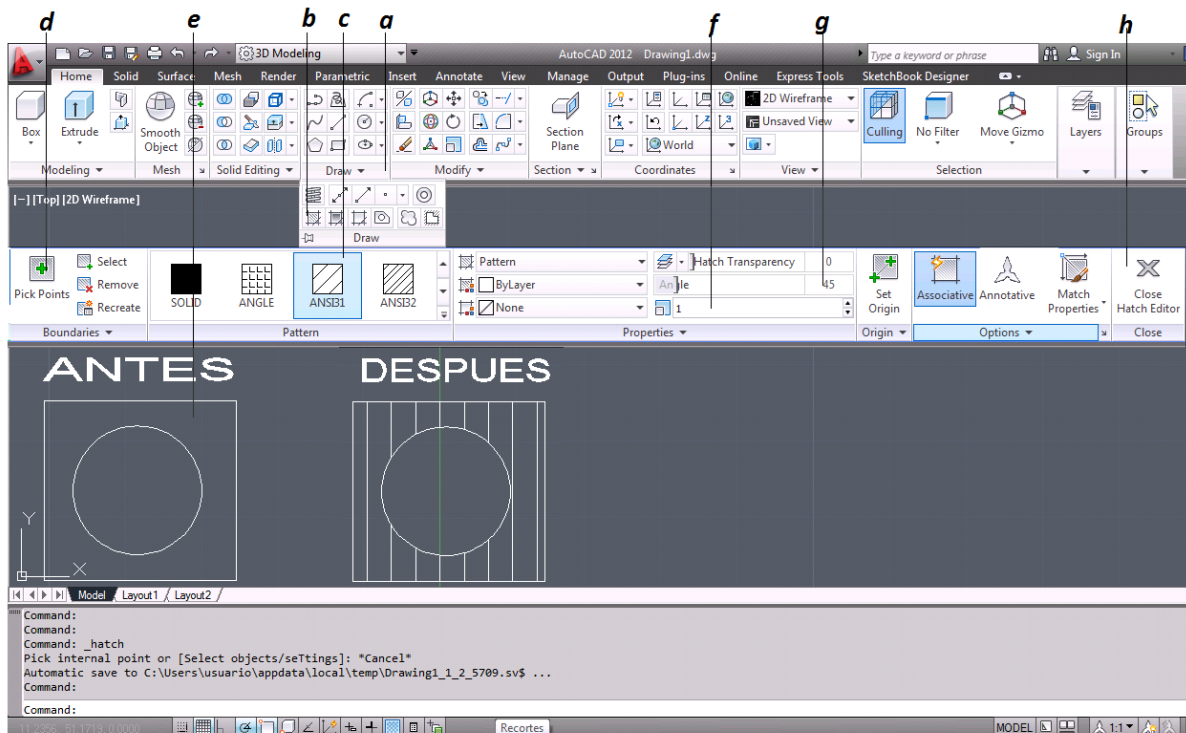 d e b c a f g h
3D Modeling AutoCAD 2012 Drawing1.dwg Type a keyword or phrase Sign In
Home Solid Surface Mesh Render Parametric Insert Annotate View Manage Output Plug-ins Online Express Tools SketchBook Designer
2D Wireframe
Unsaved View
Box Extrude Smooth Object Section Plane World Culling No Filter Move Gizmo Layers Groups
Modeling Mesh Solid Editing Draw Modify Section Coordinates View Selection
[−] [Top] [2D Wireframe]
Draw
Select Pattern Hatch Transparency 0
Pick Points Remove ByLayer Angle 45
Recreate None 1
SOLID ANGLE ANSI31 ANSI32
Set Origin Associative Annotative Match Properties Close Hatch Editor
Boundaries Pattern Properties Origin Options Close
ANTES DESPUES
Y
X
Model Layout1 Layout2
Command:
Command:
Command: _hatch
Pick internal point or [Select objects/seTtings]: *Cancel*
Automatic save to C:\Users\usuario\appdata\local\temp\Drawing1_1_2_5709.sv$ ...
Command:
Command:
Recortes MODEL 1:1